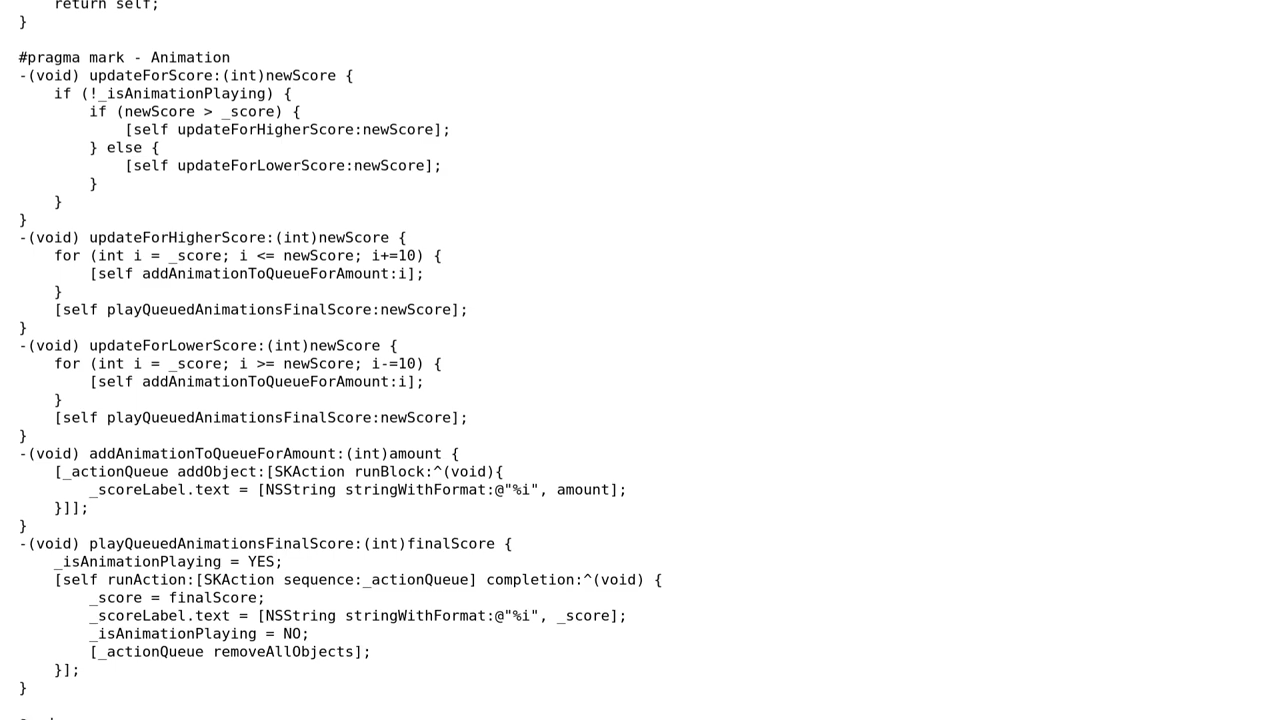 return self;
}

#pragma mark - Animation
-(void) updateForScore:(int)newScore {
    if (!_isAnimationPlaying) {
        if (newScore > _score) {
            [self updateForHigherScore:newScore];
        } else {
            [self updateForLowerScore:newScore];
        }
    }
}
-(void) updateForHigherScore:(int)newScore {
    for (int i = _score; i <= newScore; i+=10) {
        [self addAnimationToQueueForAmount:i];
    }
    [self playQueuedAnimationsFinalScore:newScore];
}
-(void) updateForLowerScore:(int)newScore {
    for (int i = _score; i >= newScore; i-=10) {
        [self addAnimationToQueueForAmount:i];
    }
    [self playQueuedAnimationsFinalScore:newScore];
}
-(void) addAnimationToQueueForAmount:(int)amount {
    [_actionQueue addObject:[SKAction runBlock:^(void){
        _scoreLabel.text = [NSString stringWithFormat:@"%i", amount];
    }]];
}
-(void) playQueuedAnimationsFinalScore:(int)finalScore {
    _isAnimationPlaying = YES;
    [self runAction:[SKAction sequence:_actionQueue] completion:^(void) {
        _score = finalScore;
        _scoreLabel.text = [NSString stringWithFormat:@"%i", _score];
        _isAnimationPlaying = NO;
        [_actionQueue removeAllObjects];
    }];
}